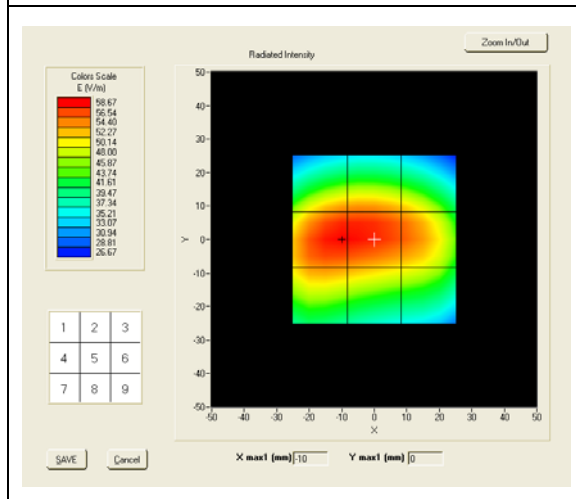 Zoom In/Out
Radiated Intensity
Colors Scale
E (V/m)
58.67
56.54
54.40
52.27
50.14
48.00
45.87
43.74
41.61
39.47
37.34
35.21
33.07
30.94
28.81
26.67
50
40
30
20
10
0
-10
-20
-30
-40
-50
Y
-50 -40 -30 -20 -10 0 10 20 30 40 50
X
1 2 3
4 5 6
7 8 9
SAVE Cancel
X max1 (mm) -10 Y max1 (mm) 0